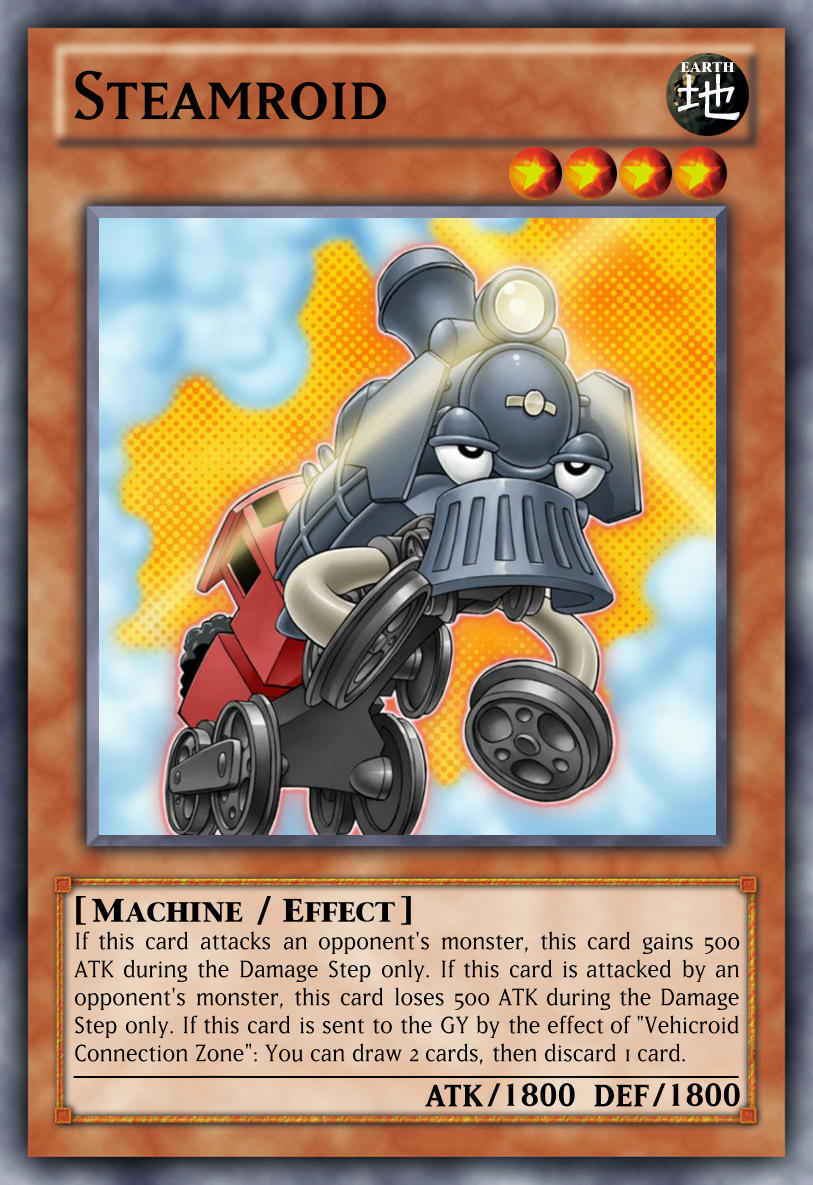 STEAMROID
EARTH
地
[ MACHINE / EFFECT ]
If this card attacks an opponent's monster, this card gains 500
ATK during the Damage Step only. If this card is attacked by an
opponent's monster, this card loses 500 ATK during the Damage
Step only. If this card is sent to the GY by the effect of "Vehicroid
Connection Zone": You can draw 2 cards, then discard 1 card.
ATK/1800 DEF/1800